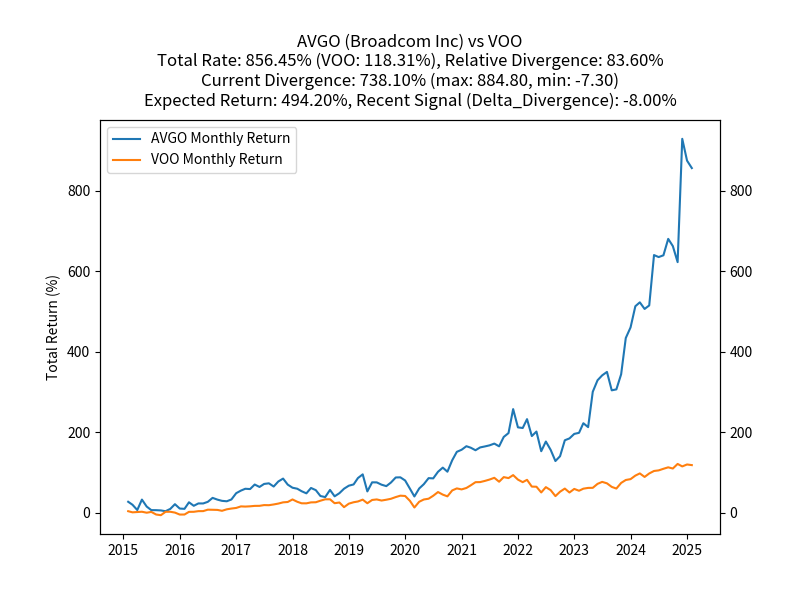 AVGO (Broadcom Inc) vs VOO
Total Rate: 856.45% (VOO: 118.31%), Relative Divergence: 83.60%
Current Divergence: 738.10% (max: 884.80, min: -7.30)
Expected Return: 494.20%, Recent Signal (Delta_Divergence): -8.00%
AVGO Monthly Return
VOO Monthly Return
Total Return (%)
800
600
400
200
0
800
600
400
200
0
2015 2016 2017 2018 2019 2020 2021 2022 2023 2024 2025